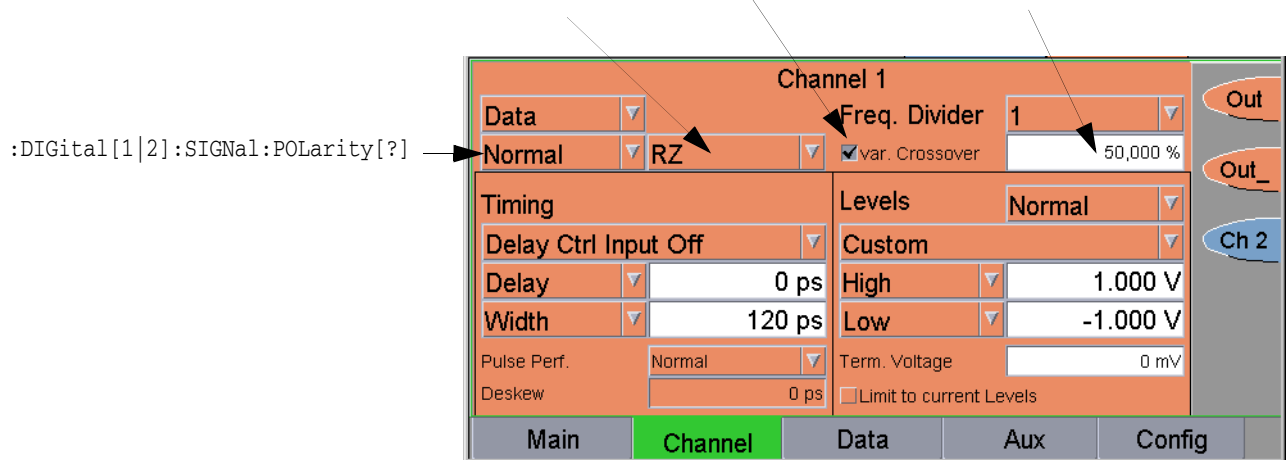 Channel 1
Data
Freq. Divider 1
Out
:DIGital[1|2]:SIGNal:POLarity[?]
Normal RZ
var. Crossover 50,000 %
Out_
Timing
Levels Normal
Delay Ctrl Input Off
Custom
Ch 2
Delay 0 ps
High 1.000 V
Width 120 ps
Low -1.000 V
Pulse Perf. Normal
Term. Voltage 0 mV
Deskew 0 ps
Limit to current Levels
Main Channel Data Aux Config